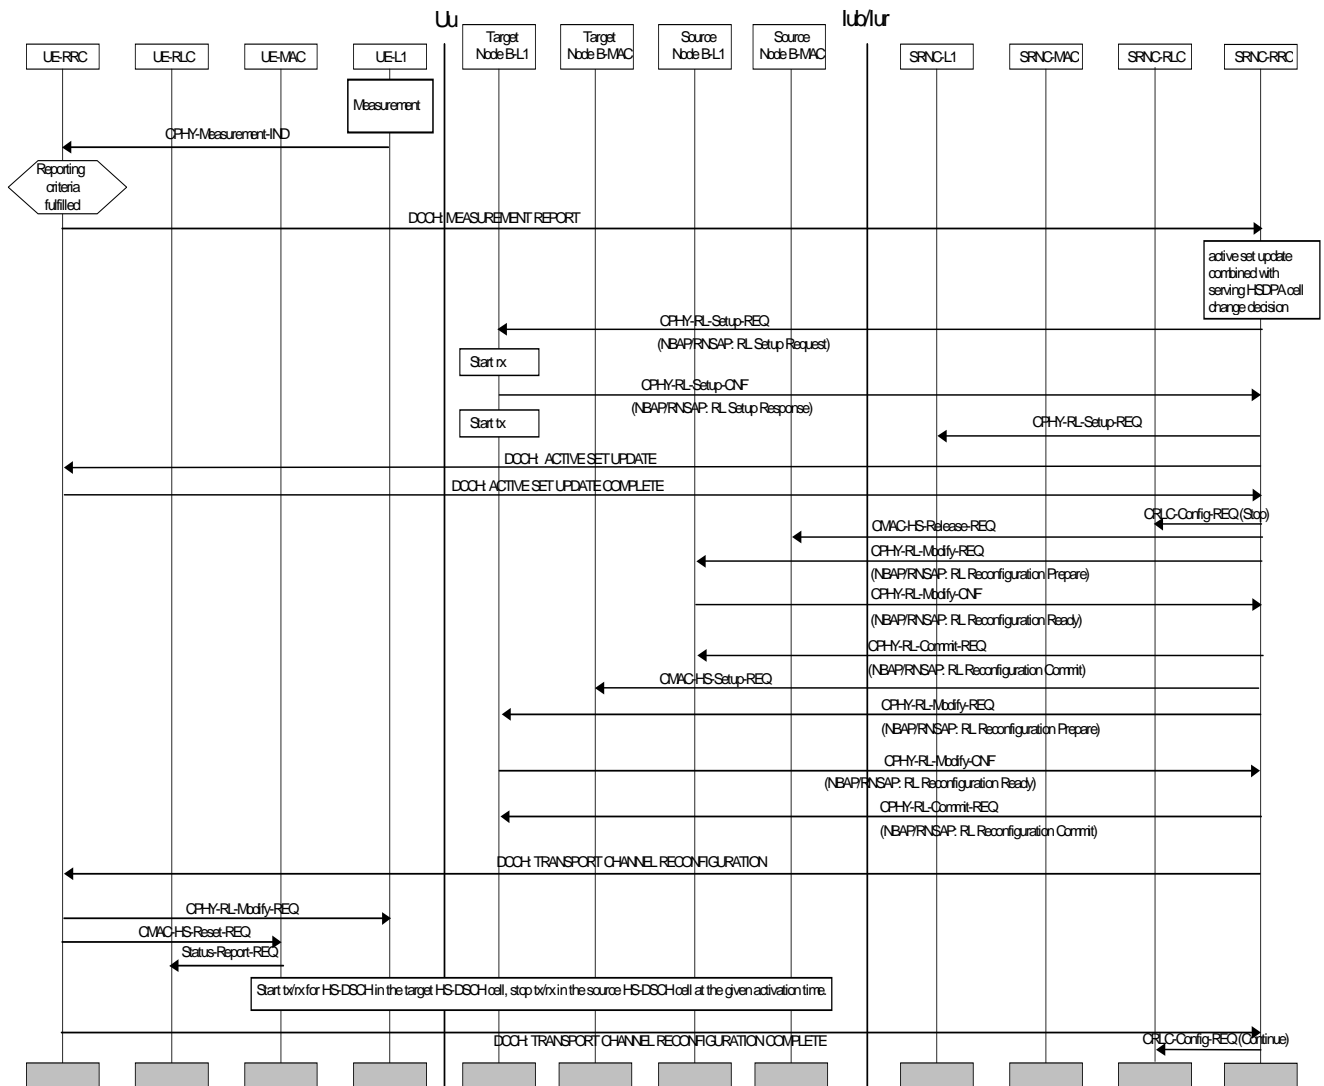 Uu
Iub/Iur
UE-RRC
UE-RLC
UE-MAC
UE-L1
Target
Node B-L1
Target
Node B-MAC
Source
Node B-L1
Source
Node B-MAC
SRNC-L1
SRNC-MAC
SRNC-RLC
SRNC-RRC
Measurement
CPHY-Measurement-IND
Reporting
criteria
fulfilled
DCCH: MEASUREMENT REPORT
active set update
combined with
serving HSDPA cell
change decision
CPHY-RL-Setup-REQ
(NBAP/RNSAP: RL Setup Request)
Start rx
CPHY-RL-Setup-CNF
(NBAP/RNSAP: RL Setup Response)
Start tx
CPHY-RL-Setup-REQ
DCCH: ACTIVE SET UPDATE
DCCH: ACTIVE SET UPDATE COMPLETE
CRLC-Config-REQ (Stop)
CMAC-HS-Release-REQ
CPHY-RL-Modify-REQ
(NBAP/RNSAP: RL Reconfiguration Prepare)
CPHY-RL-Modify-CNF
(NBAP/RNSAP: RL Reconfiguration Ready)
CPHY-RL-Commit-REQ
(NBAP/RNSAP: RL Reconfiguration Commit)
CMAC-HS-Setup-REQ
CPHY-RL-Modify-REQ
(NBAP/RNSAP: RL Reconfiguration Prepare)
CPHY-RL-Modify-CNF
(NBAP/RNSAP: RL Reconfiguration Ready)
CPHY-RL-Commit-REQ
(NBAP/RNSAP: RL Reconfiguration Commit)
DCCH: TRANSPORT CHANNEL RECONFIGURATION
CPHY-RL-Modify-REQ
CMAC-HS-Reset-REQ
Status-Report-REQ
Start tx/rx for HS-DSCH in the target HS-DSCH cell, stop tx/rx in the source HS-DSCH cell at the given activation time.
DCCH: TRANSPORT CHANNEL RECONFIGURATION COMPLETE
CRLC-Config-REQ (Continue)